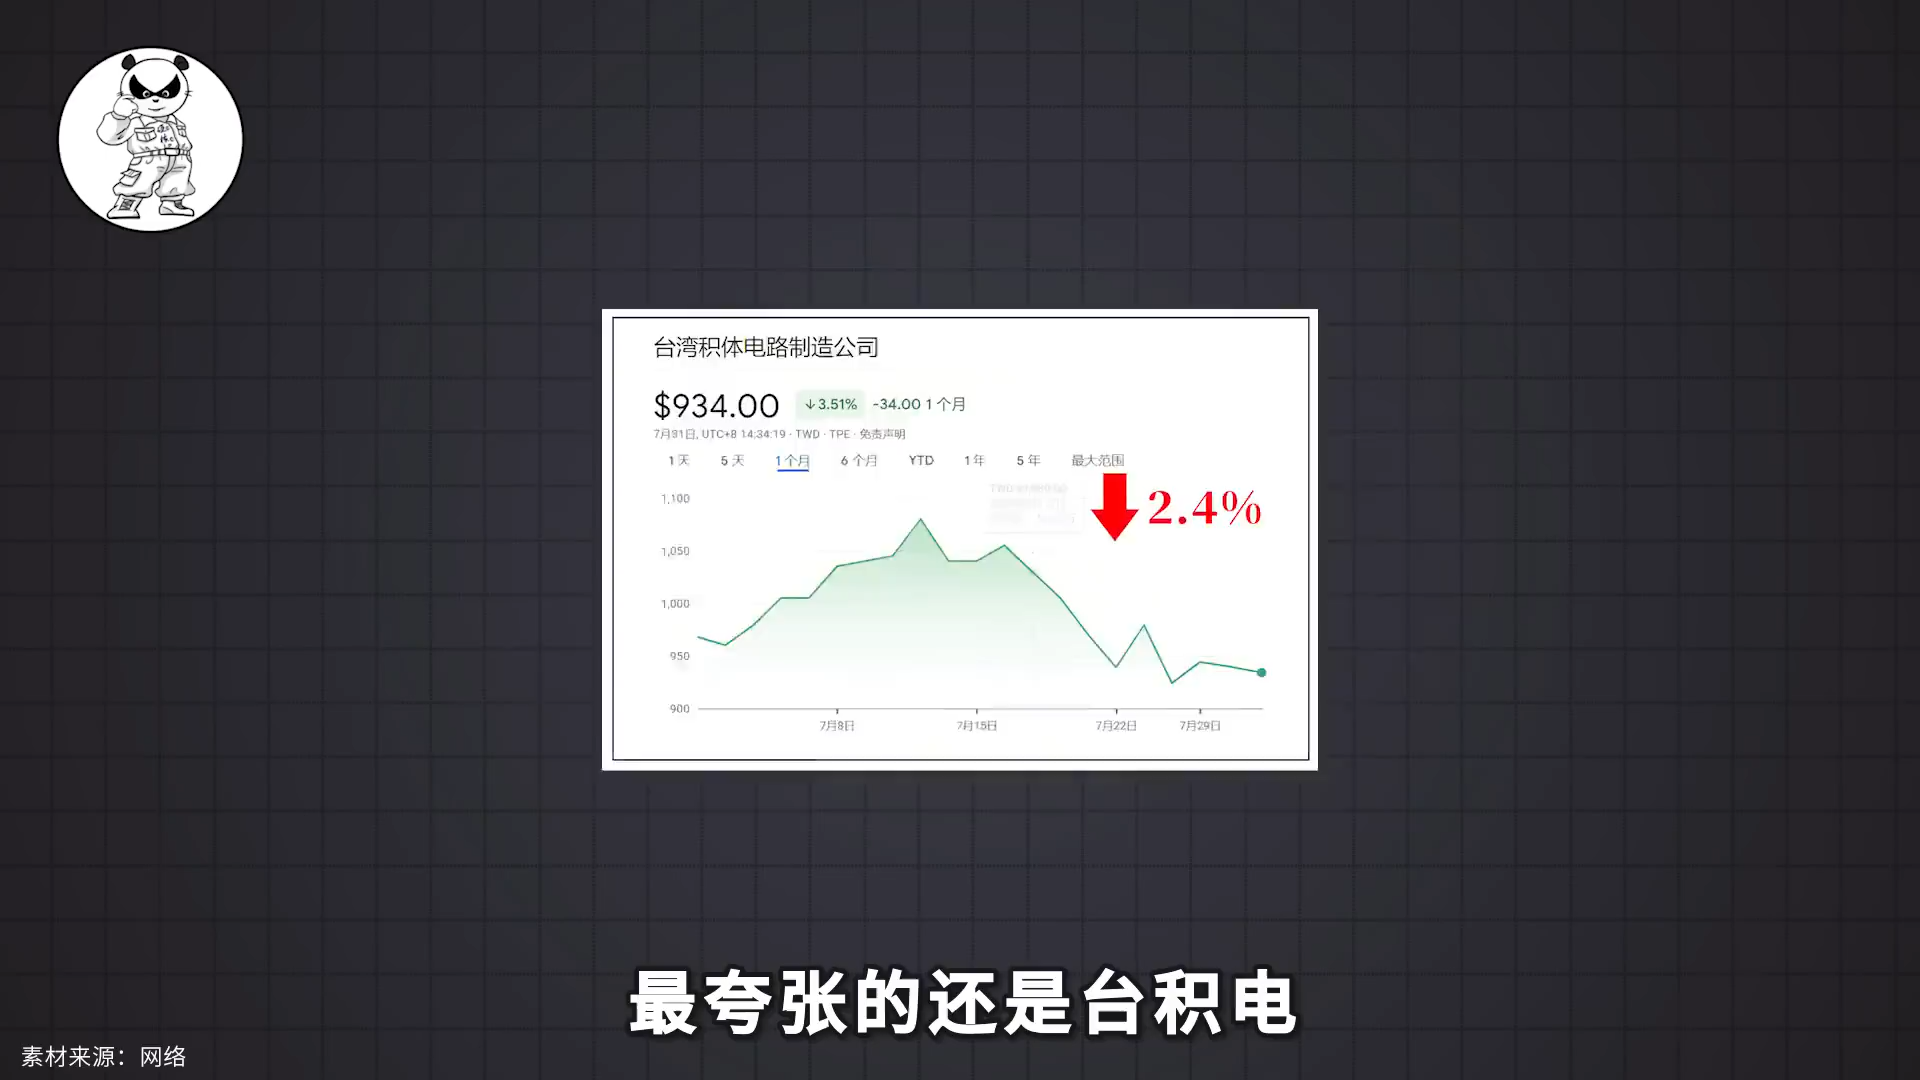 台湾积体电路制造公司
$934.00 ↓3.51% -34.00 1 个月
7月31日, UTC+8 14:34:19 · TWD · TPE · 免责声明
1 天 5 天 1 个月 6 个月 YTD 1 年 5 年 最大范围
2.4%
1,100
1,050
1,000
950
900
7月8日 7月15日 7月22日 7月29日
最夸张的还是台积电
素材来源：网络